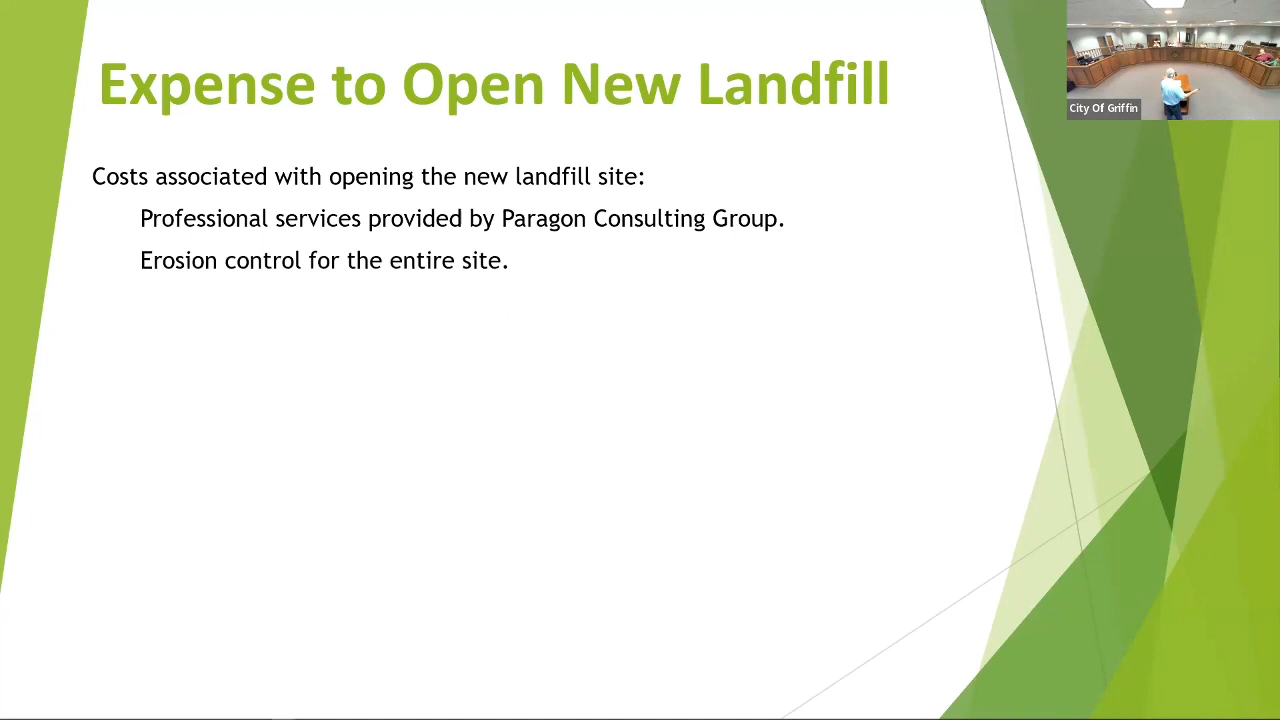 Expense to Open New Landfill
City Of Griffin
Costs associated with opening the new landfill site:
Professional services provided by Paragon Consulting Group.
Erosion control for the entire site.